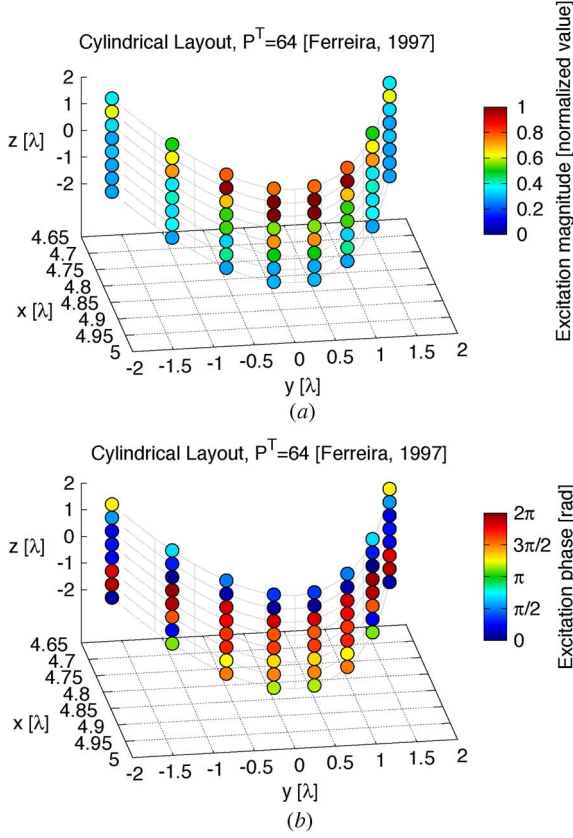 Cylindrical Layout, P^T=64 [Ferreira, 1997]
2
1
0
-1
-2
z [λ]
4.65
4.7
4.75
4.8
4.85
4.9
4.95
5
x [λ]
-2 -1.5 -1 -0.5 0 0.5 1 1.5 2
y [λ]
1
0.8
0.6
0.4
0.2
0
Excitation magnitude [normalized value]
(a)
Cylindrical Layout, P^T=64 [Ferreira, 1997]
2
1
0
-1
-2
z [λ]
4.65
4.7
4.75
4.8
4.85
4.9
4.95
5
x [λ]
-2 -1.5 -1 -0.5 0 0.5 1 1.5 2
y [λ]
2π
3π/2
π
π/2
0
Excitation phase [rad]
(b)